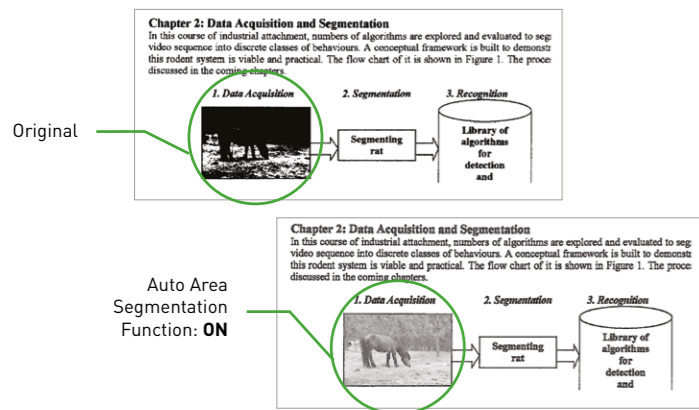 Chapter 2: Data Acquisition and Segmentation
In this course of industrial attachment, numbers of algorithms are explored and evaluated to seg
video sequence into discrete classes of behaviours. A conceptual framework is built to demonstr
this rodent system is viable and practical. The flow chart of it is shown in Figure 1. The proce
discussed in the coming chapters.
1. Data Acquisition
2. Segmentation
3. Recognition
Original
Segmenting
rat
Library of
algorithms
for
detection
and
Chapter 2: Data Acquisition and Segmentation
In this course of industrial attachment, numbers of algorithms are explored and evaluated to seg
video sequence into discrete classes of behaviours. A conceptual framework is built to demonstr
this rodent system is viable and practical. The flow chart of it is shown in Figure 1. The proce
discussed in the coming chapters.
1. Data Acquisition
2. Segmentation
3. Recognition
Auto Area
Segmentation
Function: ON
Segmenting
rat
Library of
algorithms
for
detection
and